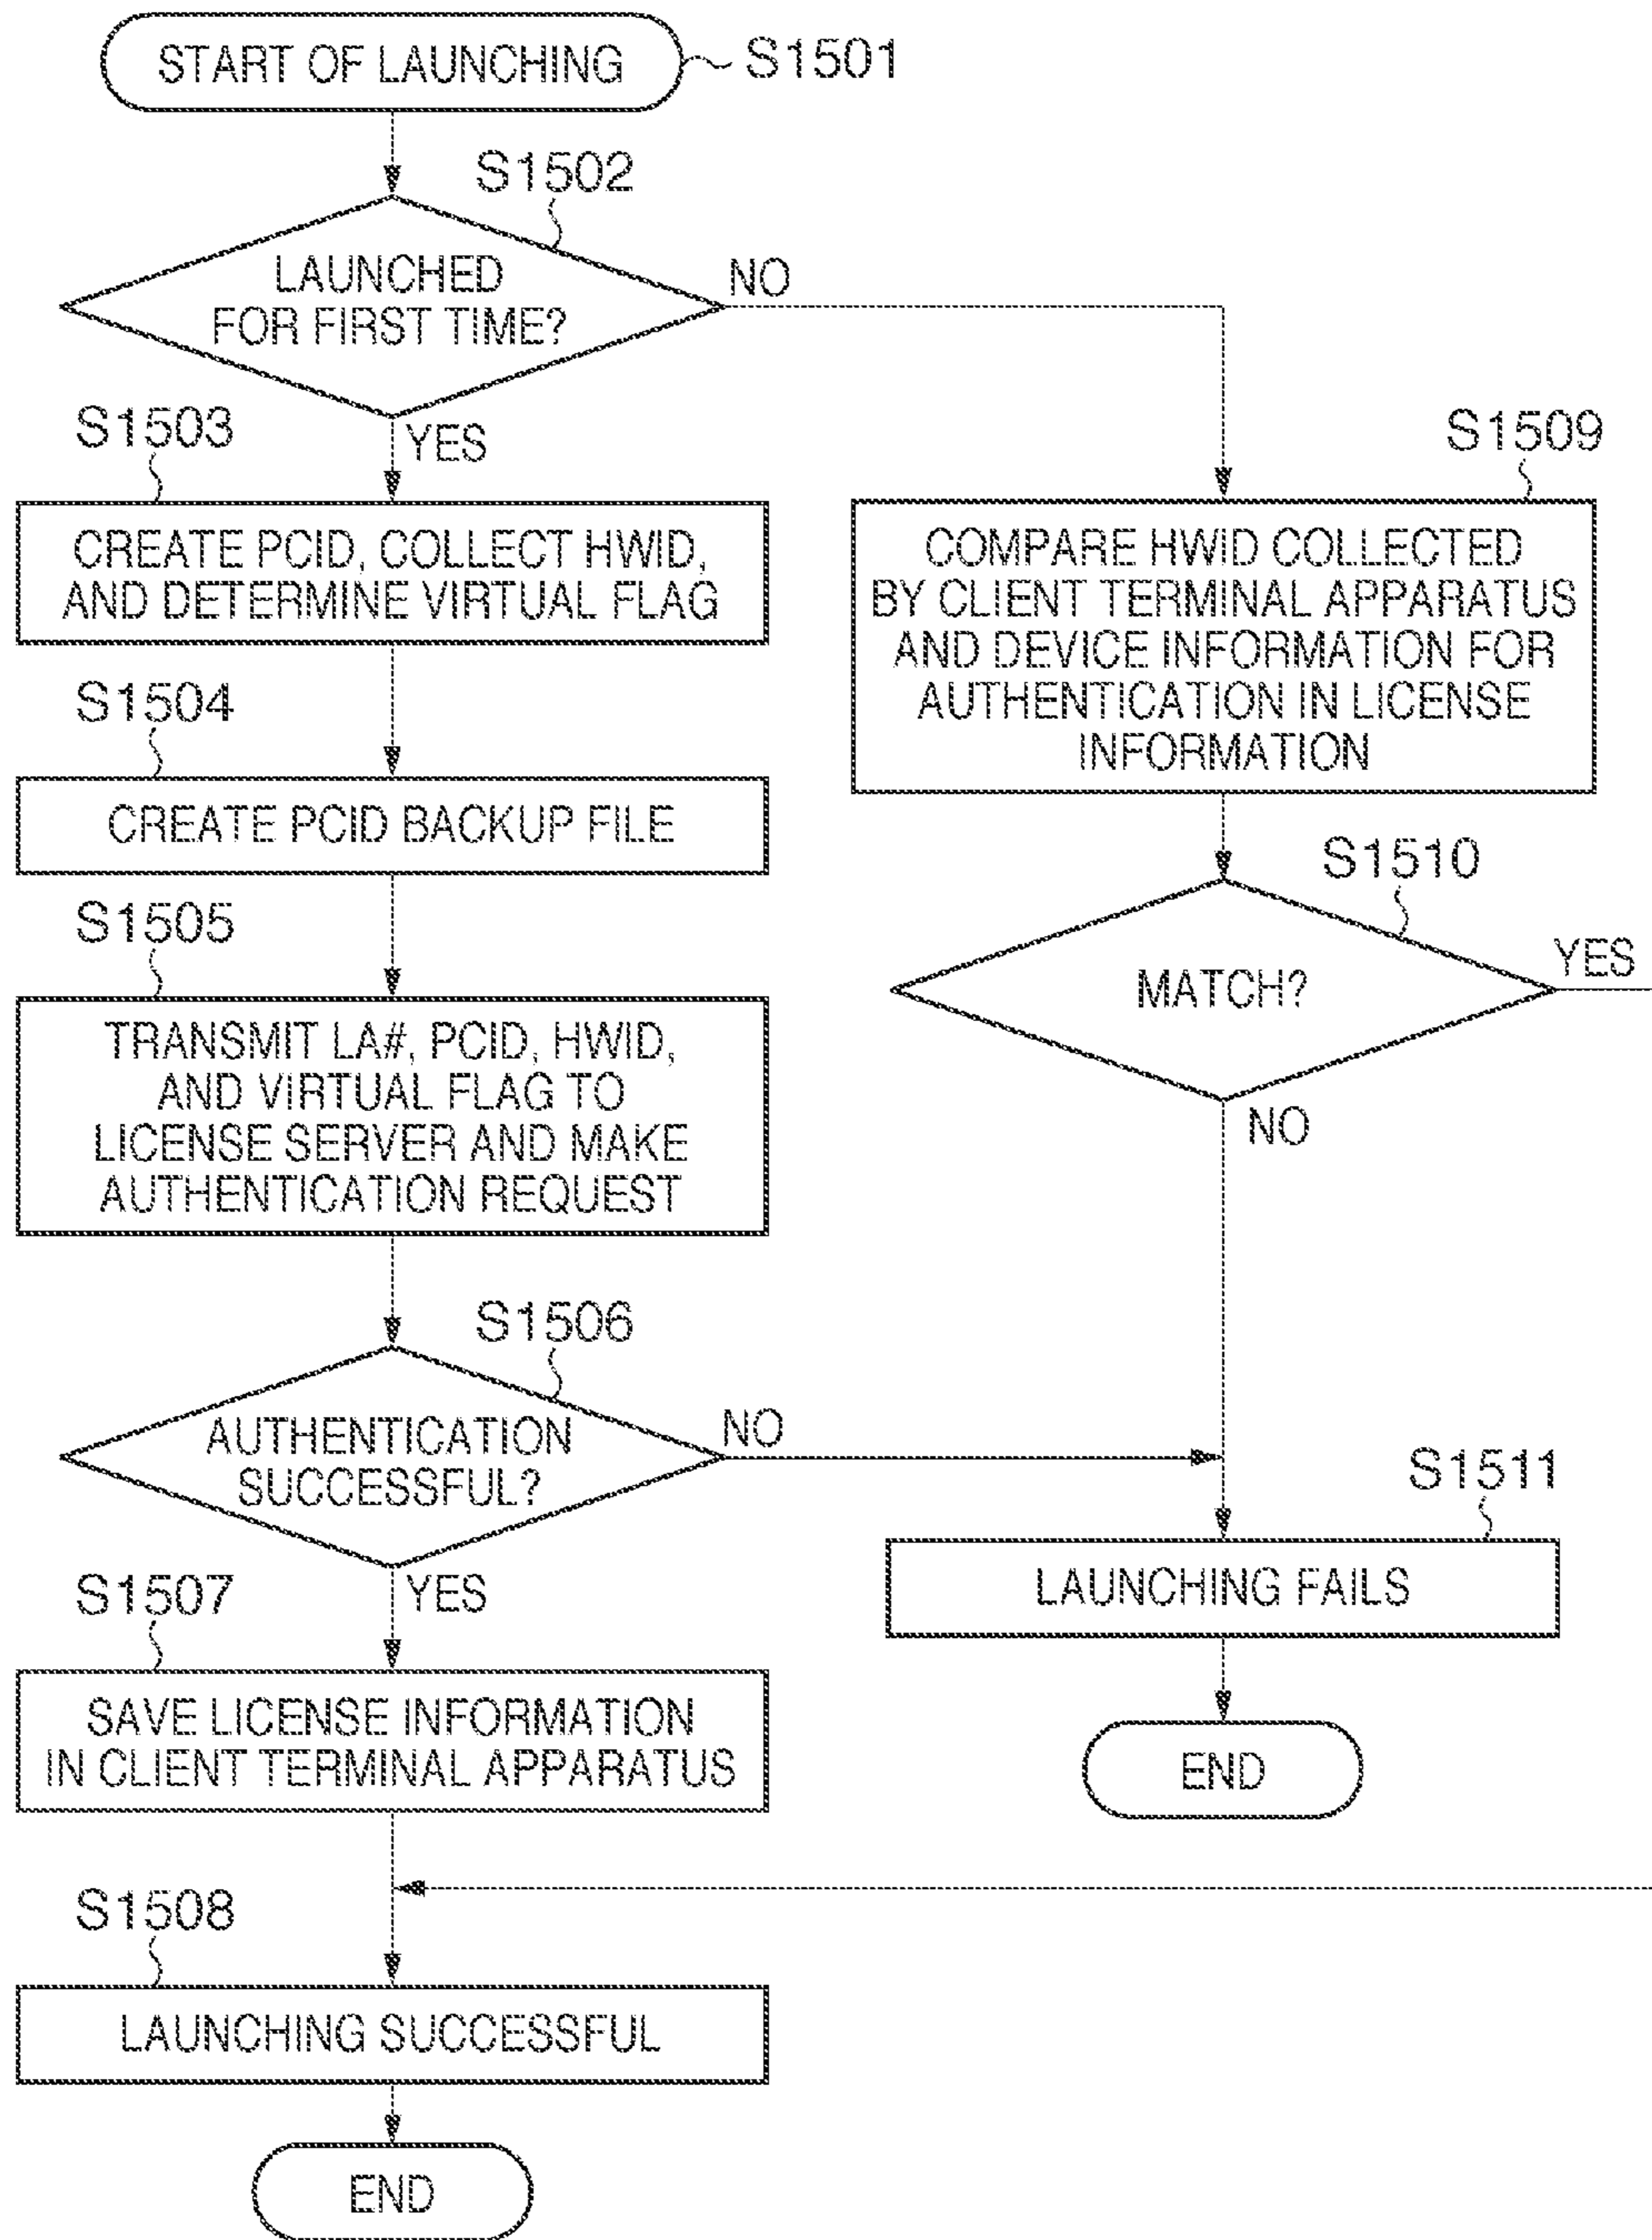 START OF LAUNCHING
S1501
S1502
LAUNCHED
FOR FIRST TIME?
NO
YES
S1503
CREATE PCID, COLLECT HWID,
AND DETERMINE VIRTUAL FLAG
S1504
CREATE PCID BACKUP FILE
S1505
TRANSMIT LA#, PCID, HWID,
AND VIRTUAL FLAG TO
LICENSE SERVER AND MAKE
AUTHENTICATION REQUEST
S1506
AUTHENTICATION
SUCCESSFUL?
NO
YES
S1507
SAVE LICENSE INFORMATION
IN CLIENT TERMINAL APPARATUS
S1508
LAUNCHING SUCCESSFUL
END
S1509
COMPARE HWID COLLECTED
BY CLIENT TERMINAL APPARATUS
AND DEVICE INFORMATION FOR
AUTHENTICATION IN LICENSE
INFORMATION
S1510
MATCH?
YES
NO
S1511
LAUNCHING FAILS
END